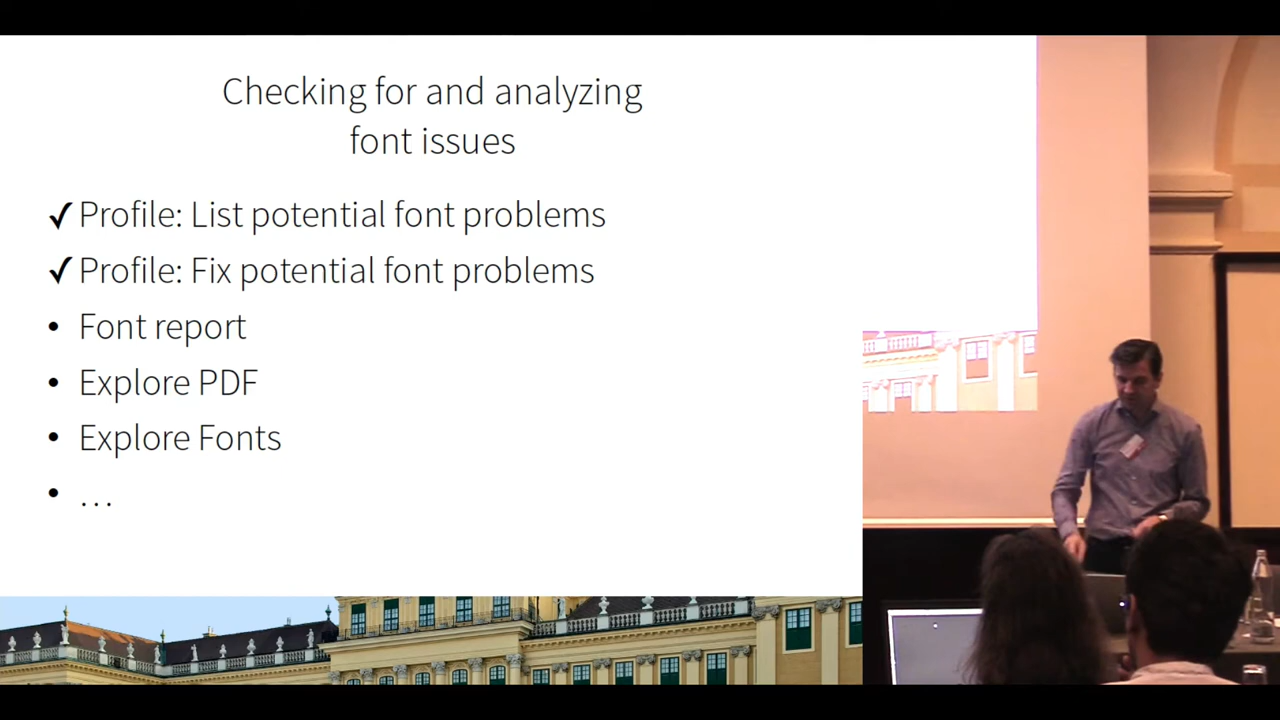 Checking for and analyzing
font issues
✓ Profile: List potential font problems
✓ Profile: Fix potential font problems
• Font report
• Explore PDF
• Explore Fonts
• …